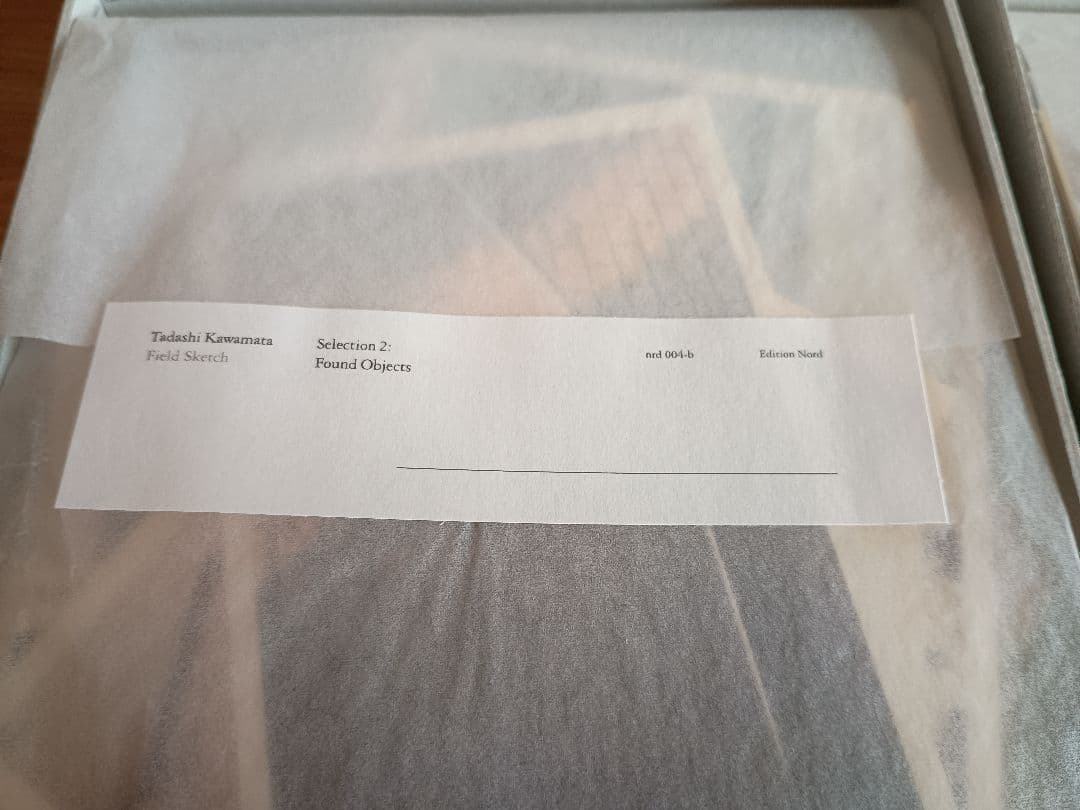 Tadashi Kawamata
Field Sketch
Selection 2:
Found Objects
nrd 004-b
Edition Nord